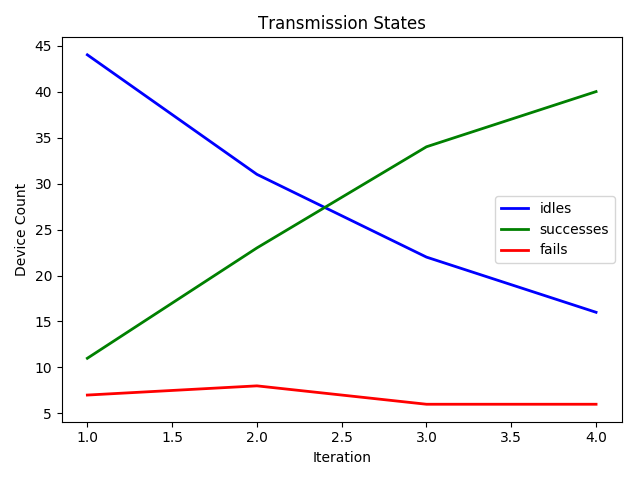 Transmission States
45
40
35
30
25
20
15
10
5
Device Count
idles
successes
fails
1.0 1.5 2.0 2.5 3.0 3.5 4.0
Iteration